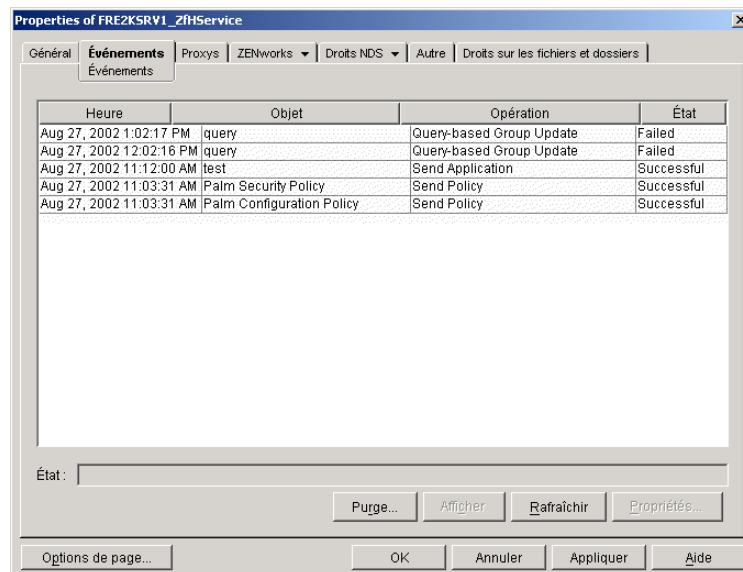 Properties of FRE2KSRV1_ZfHService
Général Événements Proxys ZENworks Droits NDS Autre Droits sur les fichiers et dossiers
Événements
Heure Objet Opération État
Aug 27, 2002 1:02:17 PM query Query-based Group Update Failed
Aug 27, 2002 12:02:16 PM query Query-based Group Update Failed
Aug 27, 2002 11:12:00 AM test Send Application Successful
Aug 27, 2002 11:03:31 AM Palm Security Policy Send Policy Successful
Aug 27, 2002 11:03:31 AM Palm Configuration Policy Send Policy Successful
État :
Purge... Afficher Rafraîchir Propriétés...
Options de page... OK Annuler Appliquer Aide